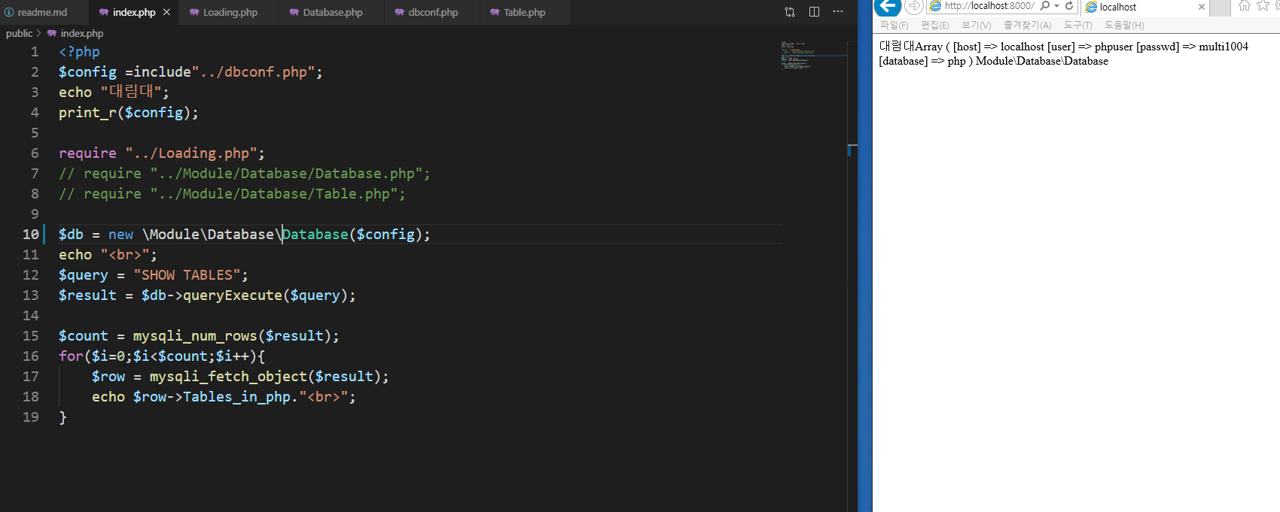 readme.md index.php Loading.php Database.php dbconf.php Table.php
public > index.php
1 <?php
2 $config =include"../dbconf.php";
3 echo "대림대";
4 print_r($config);
5
6 require "../Loading.php";
7 // require "../Module/Database/Database.php";
8 // require "../Module/Database/Table.php";
9
10 $db = new \Module\Database\Database($config);
11 echo "<br>";
12 $query = "SHOW TABLES";
13 $result = $db->queryExecute($query);
14
15 $count = mysqli_num_rows($result);
16 for($i=0;$i<$count;$i++){
17 $row = mysqli_fetch_object($result);
18 echo $row->Tables_in_php."<br>";
19 }
http://localhost:8000/ localhost
파일(F) 편집(E) 보기(V) 즐겨찾기(A) 도구(T) 도움말(H)
대림대Array ( [host] => localhost [user] => phpuser [passwd] => multi1004
[database] => php ) Module\Database\Database